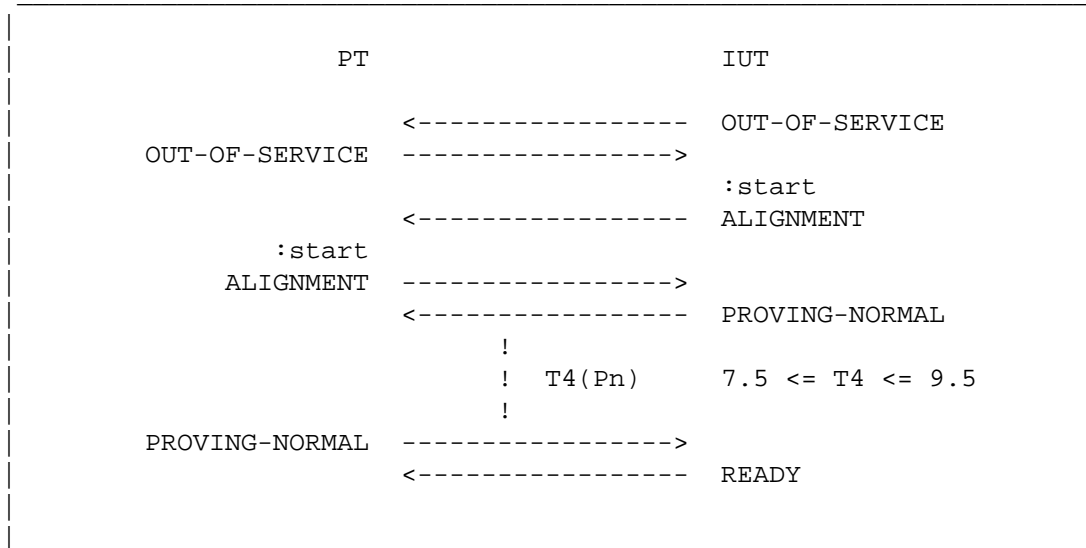 PT IUT
<----------------- OUT-OF-SERVICE
OUT-OF-SERVICE ----------------->
:start
<----------------- ALIGNMENT
:start
ALIGNMENT ----------------->
<----------------- PROVING-NORMAL
!
! T4(Pn) 7.5 <= T4 <= 9.5
!
PROVING-NORMAL ----------------->
<----------------- READY